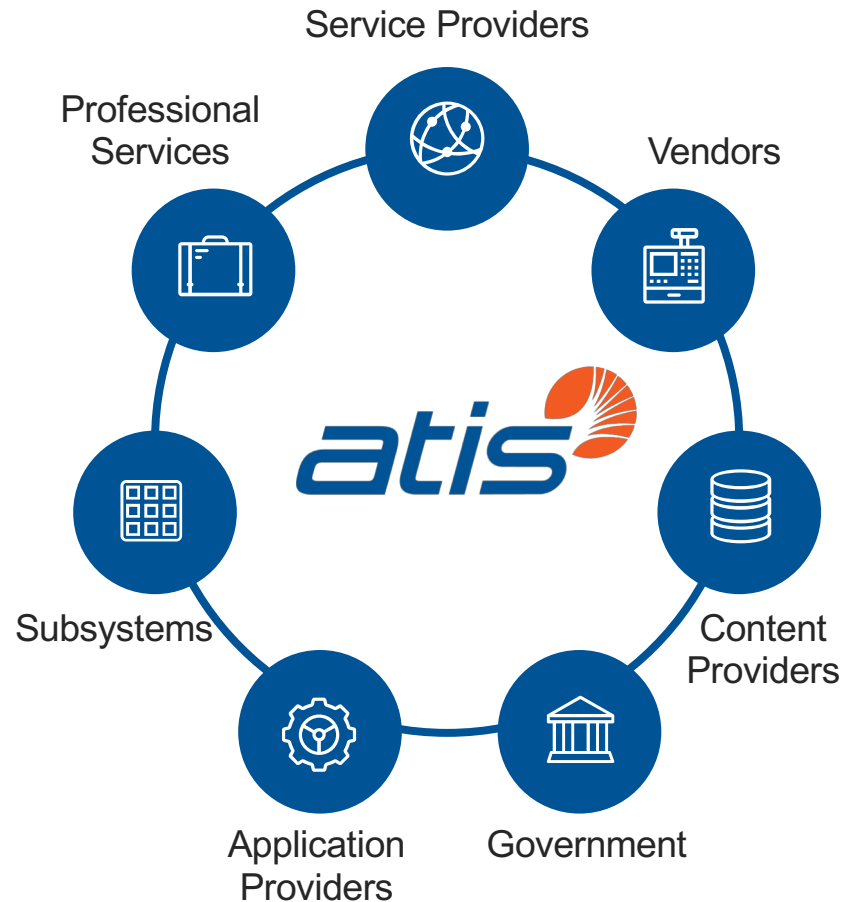 Service Providers
Professional
Services
Vendors
atis
Subsystems
Content
Providers
Application
Providers
Government